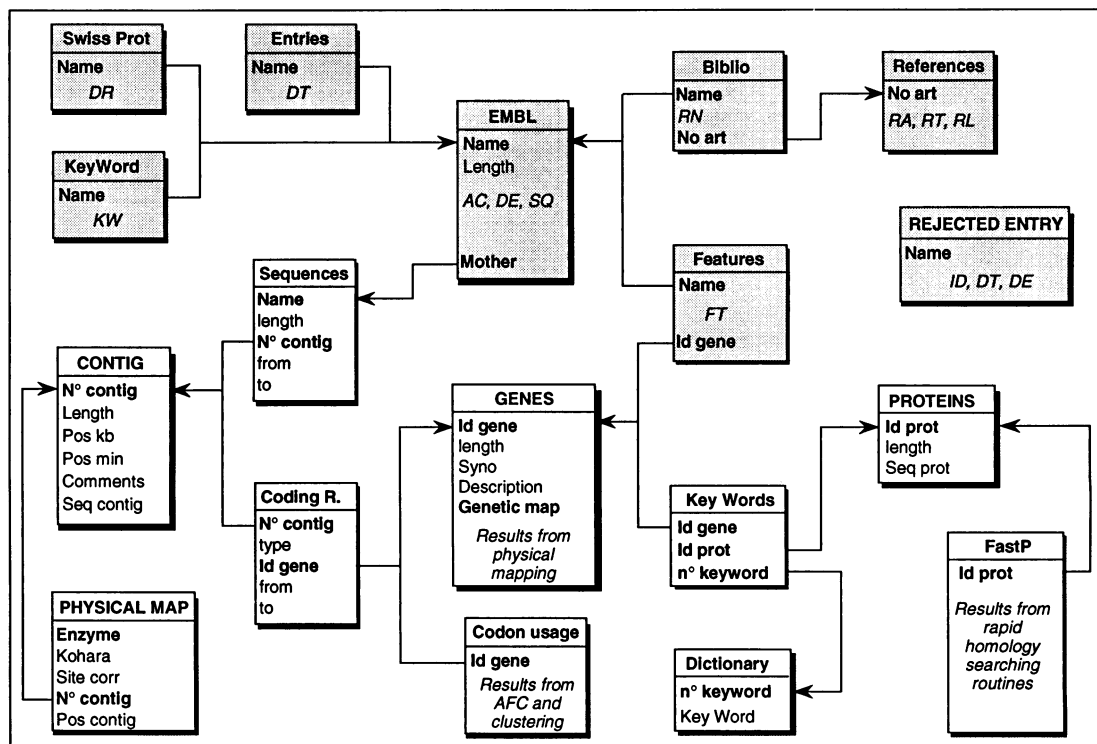 Swiss Prot
Name
DR
Entries
Name
DT
KeyWord
Name
KW
EMBL
Name
Length
AC, DE, SQ
Mother
Biblio
Name
RN
No art
References
No art
RA, RT, RL
REJECTED ENTRY
Name
ID, DT, DE
Features
Name
FT
Id gene
Sequences
Name
length
N° contig
from
to
CONTIG
N° contig
Length
Pos kb
Pos min
Comments
Seq contig
Coding R.
N° contig
type
Id gene
from
to
GENES
Id gene
length
Syno
Description
Genetic map
Results from
physical
mapping
PROTEINS
Id prot
length
Seq prot
Key Words
Id gene
Id prot
n° keyword
FastP
Id prot
Results from
rapid
homology
searching
routines
PHYSICAL MAP
Enzyme
Kohara
Site corr
N° contig
Pos contig
Codon usage
Id gene
Results from
AFC and
clustering
Dictionary
n° keyword
Key Word